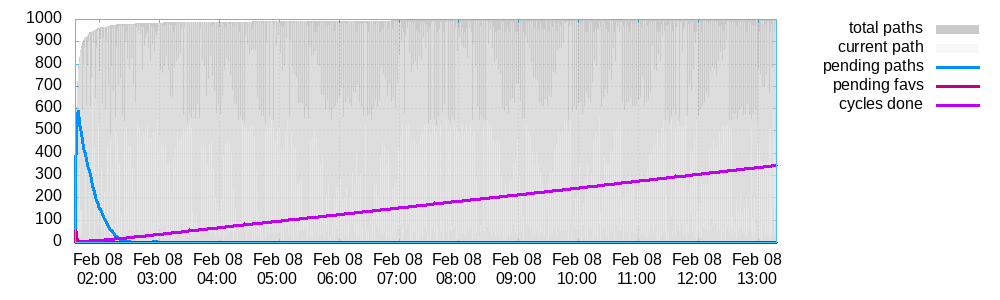 1000
900
800
700
600
500
400
300
200
100
0
Feb 08 Feb 08 Feb 08 Feb 08 Feb 08 Feb 08 Feb 08 Feb 08 Feb 08 Feb 08 Feb 08 Feb 08
02:00 03:00 04:00 05:00 06:00 07:00 08:00 09:00 10:00 11:00 12:00 13:00
total paths
current path
pending paths
pending favs
cycles done